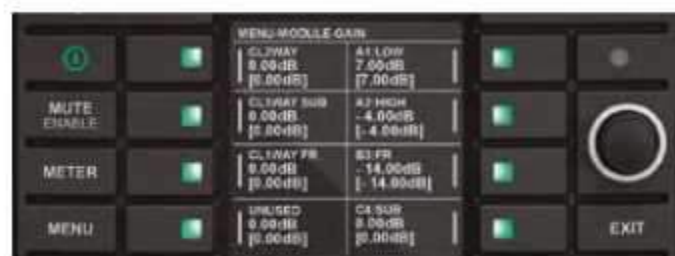 MENU-MODULE-GAIN
CL2WAY
0.00dB
[0.00dB]
A1:LOW
7.00dB
[7.00dB]
MUTE
ENABLE
CL1WAY SUB
0.00dB
[0.00dB]
A2:HIGH
-4.00dB
[-4.00dB]
METER
CL1WAY FR
0.00dB
[0.00dB]
B3:FR
-14.00dB
[-14.00dB]
MENU
UNUSED
0.00dB
[0.00dB]
C4:SUB
0.00dB
[0.00dB]
EXIT